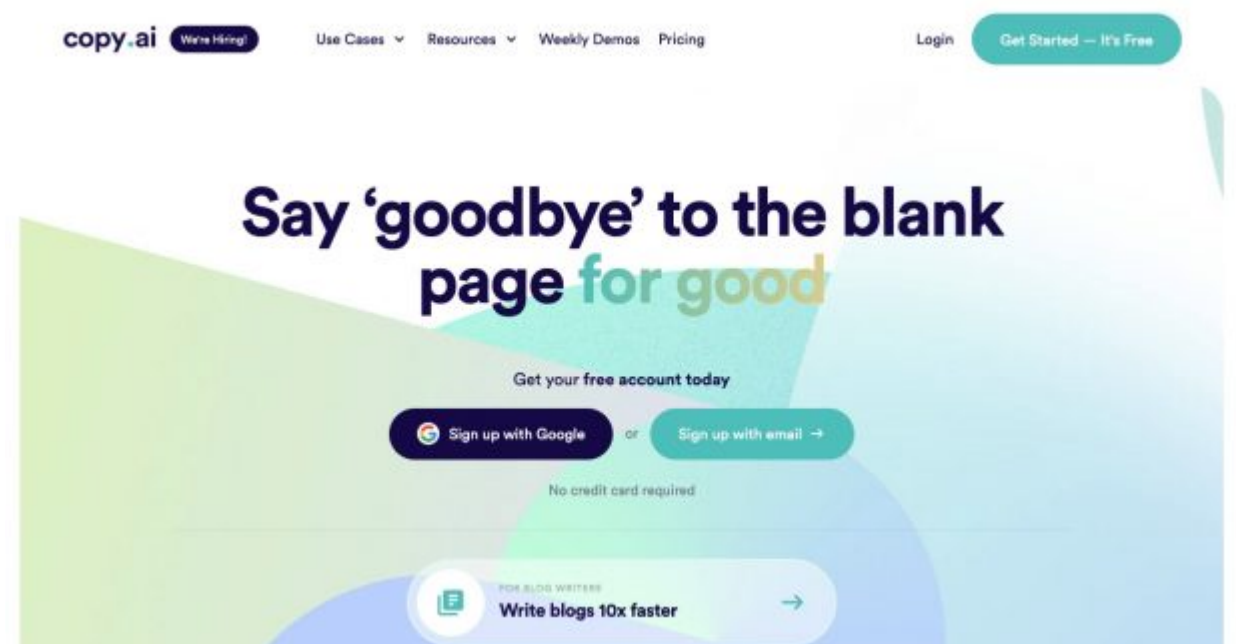 copy.ai We're Hiring! Use Cases Resources Weekly Demos Pricing Login Get Started — It's Free
Say ‘goodbye’ to the blank
page for good
Get your free account today
Sign up with Google or Sign up with email →
No credit card required
FOR BLOG WRITERS
Write blogs 10x faster →